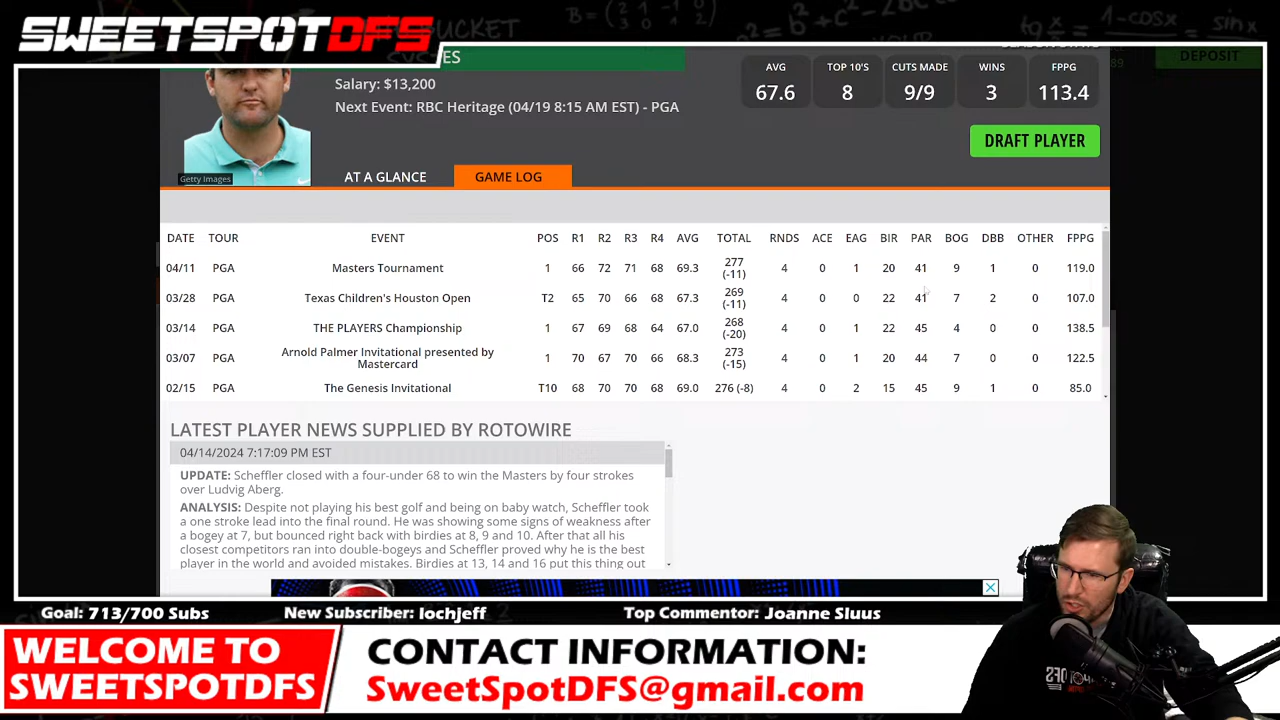 SWEETSPOTDFS
ES
DEPOSIT
Salary: $13,200
Next Event: RBC Heritage (04/19 8:15 AM EST) - PGA
AVG TOP 10'S CUTS MADE WINS FPPG
67.6 8 9/9 3 113.4
DRAFT PLAYER
Getty Images
AT A GLANCE GAME LOG
DATE TOUR EVENT POS R1 R2 R3 R4 AVG TOTAL RNDS ACE EAG BIR PAR BOG DBB OTHER FPPG
04/11 PGA Masters Tournament 1 66 72 71 68 69.3 277 (-11) 4 0 1 20 41 9 1 0 119.0
03/28 PGA Texas Children's Houston Open T2 65 70 66 68 67.3 269 (-11) 4 0 0 22 41 7 2 0 107.0
03/14 PGA THE PLAYERS Championship 1 67 69 68 64 67.0 268 (-20) 4 0 1 22 45 4 0 0 138.5
03/07 PGA Arnold Palmer Invitational presented by Mastercard 1 70 67 70 66 68.3 273 (-15) 4 0 1 20 44 7 0 0 122.5
02/15 PGA The Genesis Invitational T10 68 70 70 68 69.0 276 (-8) 4 0 2 15 45 9 1 0 85.0
LATEST PLAYER NEWS SUPPLIED BY ROTOWIRE
04/14/2024 7:17:09 PM EST
UPDATE: Scheffler closed with a four-under 68 to win the Masters by four strokes
over Ludvig Aberg.
ANALYSIS: Despite not playing his best golf and being on baby watch, Scheffler took
a one stroke lead into the final round. He was showing some signs of weakness after
a bogey at 7, but bounced right back with birdies at 8, 9 and 10. After that all his
closest competitors ran into double-bogeys and Scheffler proved why he is the best
player in the world and avoided mistakes. Birdies at 13, 14 and 16 put this thing out
Goal: 713/700 Subs New Subscriber: lochjeff Top Commentor: Joanne Sluus
WELCOME TO
SWEETSPOTDFS
CONTACT INFORMATION:
SweetSpotDFS@gmail.com